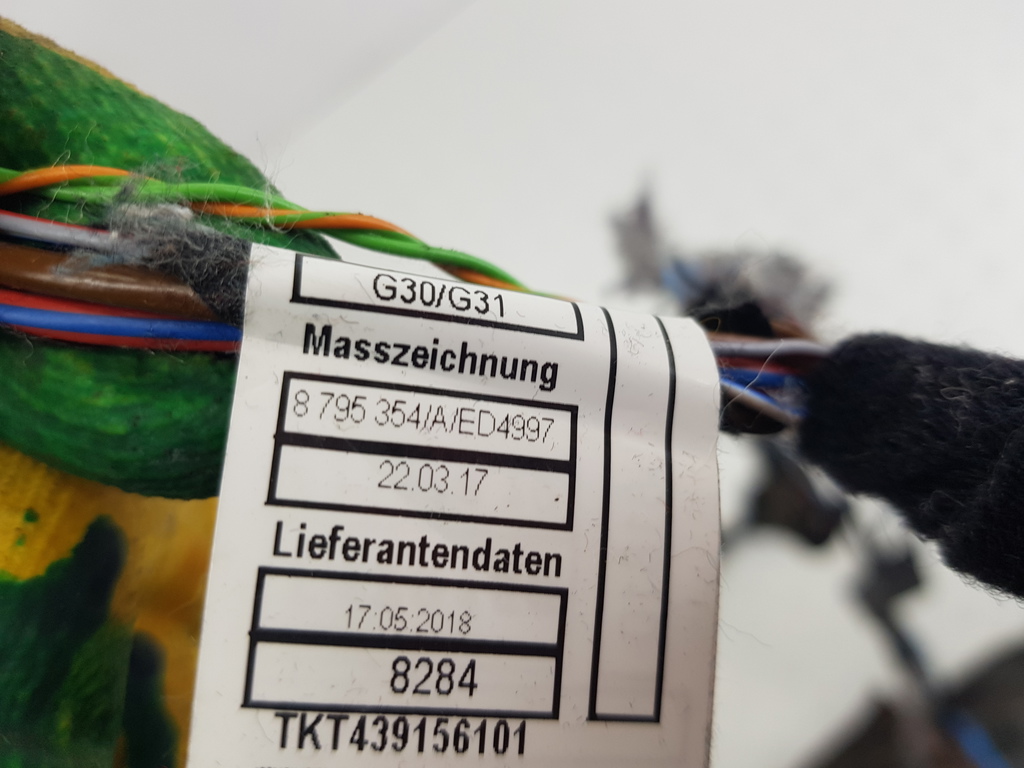 G30/G31
Masszeichnung
8 795 354/A/ED4997
22.03.17
Lieferantendaten
17.05.2018
8284
TKT439156101